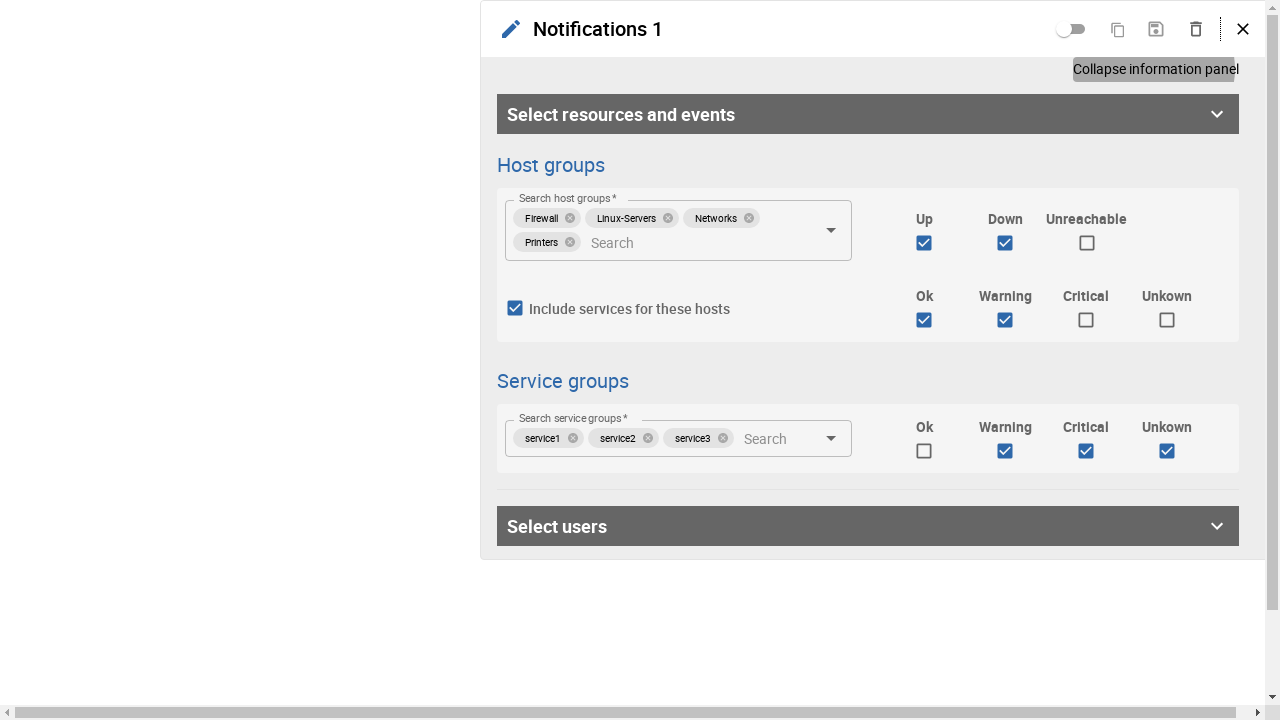 Notifications 1
Collapse information panel
Select resources and events
Host groups
Search host groups *
Firewall Linux-Servers Networks
Printers Search
Up Down Unreachable
Include services for these hosts
Ok Warning Critical Unkown
Service groups
Search service groups *
service1 service2 service3 Search
Ok Warning Critical Unkown
Select users